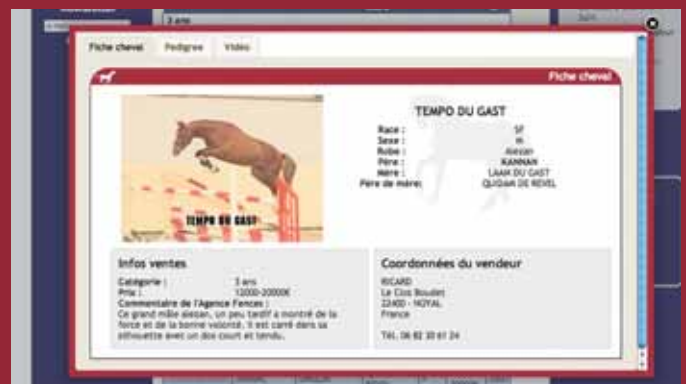 3 ans
Fiche cheval Pedigree Vidéo
Fiche cheval
TEMPO DU GAST
Race : SF
Sexe : M
Robe : Alezan
Père : KANNAN
Mère : LAAM DU GAST
Père de mère: QUIDAM DE REVEL
TEMPO DU GAST
Infos ventes
Catégorie : 3 ans
Prix : 12000-20000€
Commentaire de l'Agence Fences :
Ce grand mâle alezan, un peu tardif a montré de la
force et de la bonne volonté. Il est carré dans sa
silhouette avec un dos court et tendu.
Coordonnées du vendeur
RICARD
Le Clos Boudet
22400 - NOYAL
France
Tél. 06 82 30 61 24